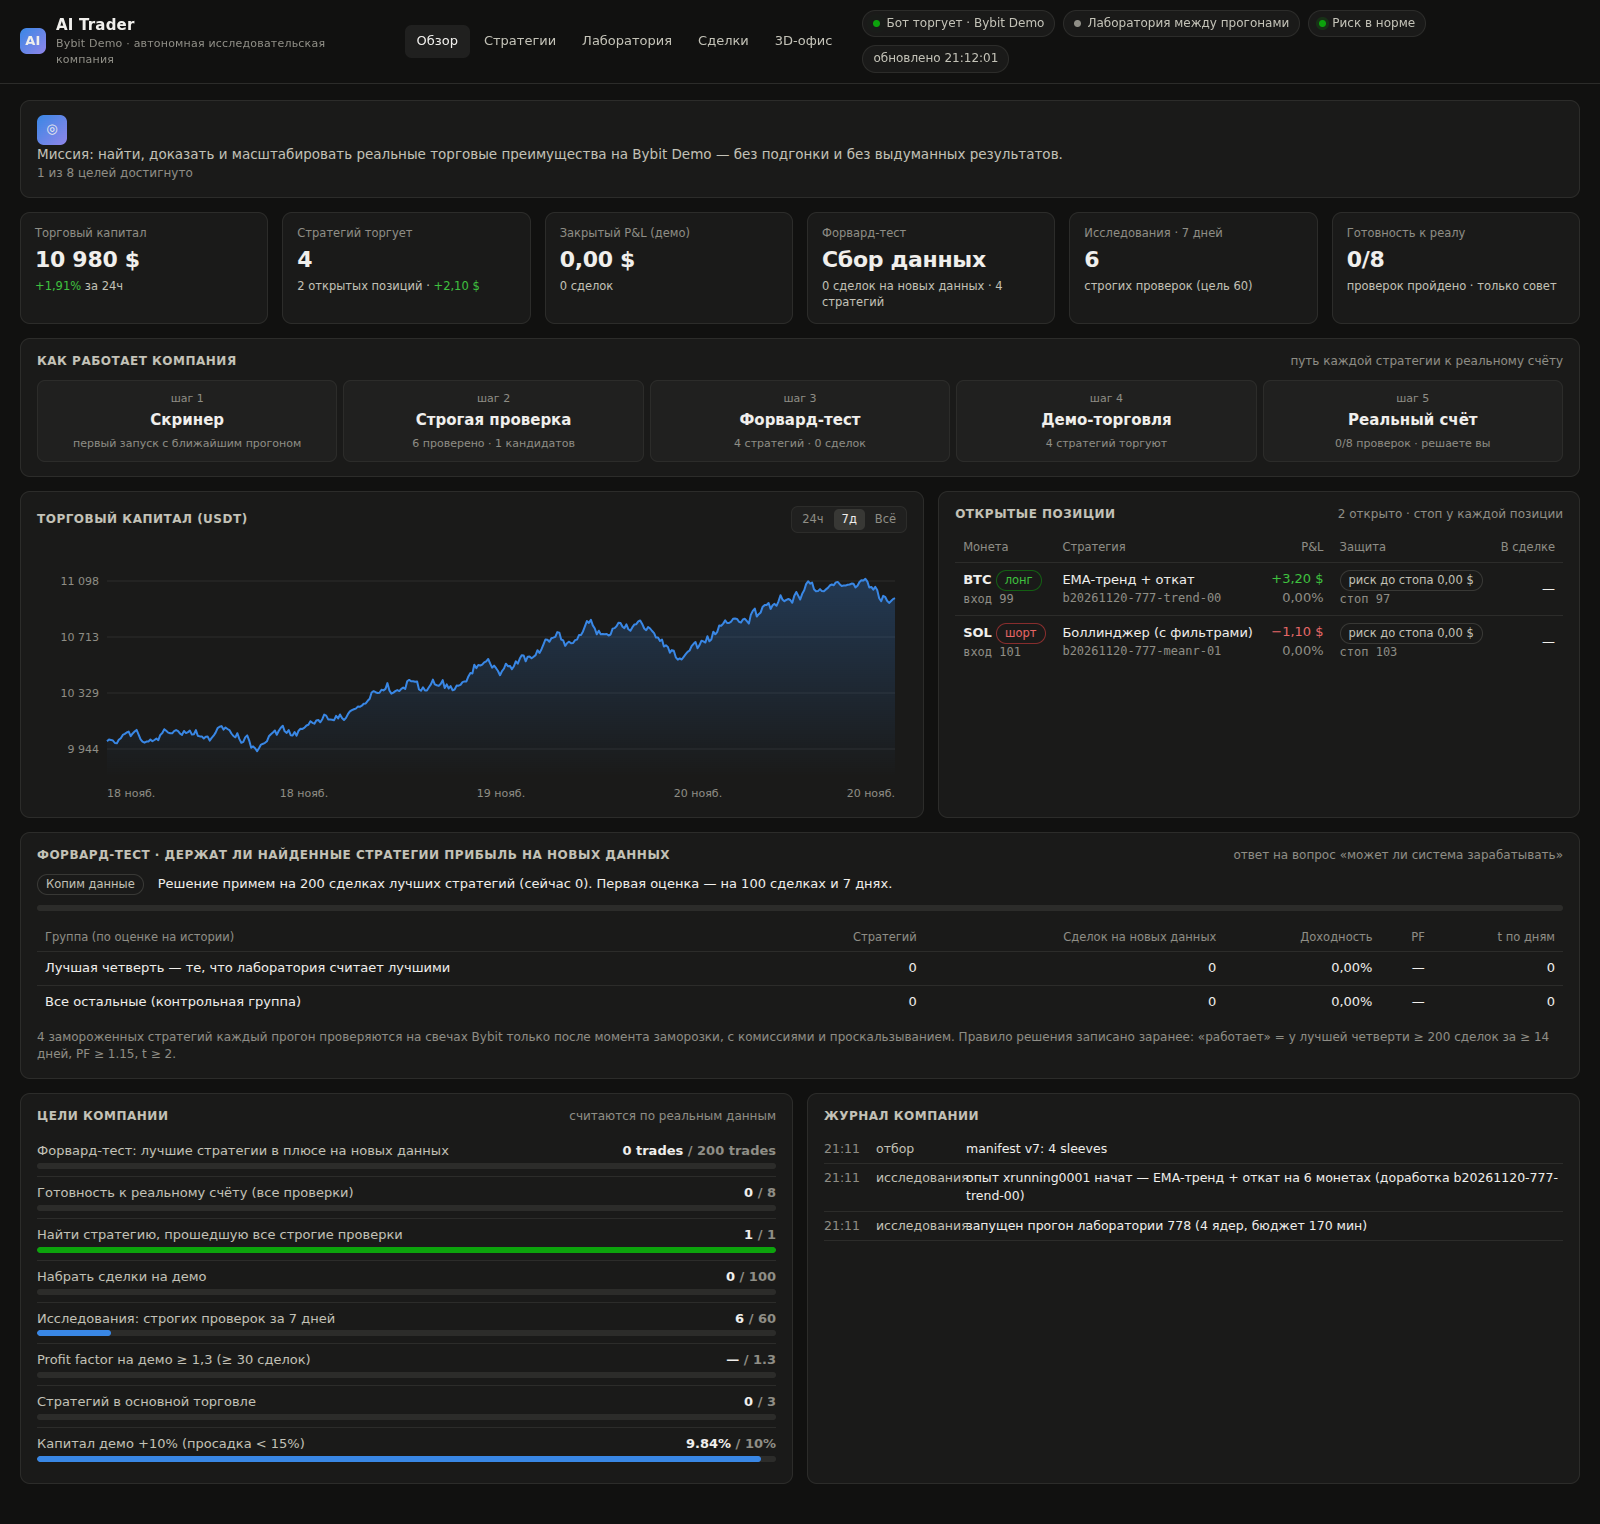 AI
AI Trader
Bybit Demo · автономная исследовательская
компания
Обзор
Стратегии
Лаборатория
Сделки
3D-офис
Бот торгует · Bybit Demo
Лаборатория между прогонами
Риск в норме
обновлено 21:12:01
◎
Миссия: найти, доказать и масштабировать реальные торговые преимущества на Bybit Demo — без подгонки и без выдуманных результатов.
1 из 8 целей достигнуто
Торговый капитал
10 980 $
+1,91% за 24ч
Стратегий торгует
4
2 открытых позиций · +2,10 $
Закрытый P&L (демо)
0,00 $
0 сделок
Форвард-тест
Сбор данных
0 сделок на новых данных · 4
стратегий
Исследования · 7 дней
6
строгих проверок (цель 60)
Готовность к реалу
0/8
проверок пройдено · только совет
КАК РАБОТАЕТ КОМПАНИЯ
путь каждой стратегии к реальному счёту
шаг 1
Скринер
первый запуск с ближайшим прогоном
шаг 2
Строгая проверка
6 проверено · 1 кандидатов
шаг 3
Форвард-тест
4 стратегий · 0 сделок
шаг 4
Демо-торговля
4 стратегий торгуют
шаг 5
Реальный счёт
0/8 проверок · решаете вы
ТОРГОВЫЙ КАПИТАЛ (USDT)
24ч 7д Всё
11 098
10 713
10 329
9 944
18 нояб. 18 нояб. 19 нояб. 20 нояб. 20 нояб.
ОТКРЫТЫЕ ПОЗИЦИИ
2 открыто · стоп у каждой позиции
Монета Стратегия P&L Защита В сделке
BTC лонг EMA-тренд + откат +3,20 $ риск до стопа 0,00 $ —
вход 99 b20261120-777-trend-00 0,00% стоп 97
SOL шорт Боллинджер (с фильтрами) −1,10 $ риск до стопа 0,00 $ —
вход 101 b20261120-777-meanr-01 0,00% стоп 103
ФОРВАРД-ТЕСТ · ДЕРЖАТ ЛИ НАЙДЕННЫЕ СТРАТЕГИИ ПРИБЫЛЬ НА НОВЫХ ДАННЫХ
ответ на вопрос «может ли система зарабатывать»
Копим данные Решение примем на 200 сделках лучших стратегий (сейчас 0). Первая оценка — на 100 сделках и 7 днях.
Группа (по оценке на истории) Стратегий Сделок на новых данных Доходность PF t по дням
Лучшая четверть — те, что лаборатория считает лучшими 0 0 0,00% — 0
Все остальные (контрольная группа) 0 0 0,00% — 0
4 замороженных стратегий каждый прогон проверяются на свечах Bybit только после момента заморозки, с комиссиями и проскальзыванием. Правило решения записано заранее: «работает» = у лучшей четверти ≥ 200 сделок за ≥ 14
дней, PF ≥ 1.15, t ≥ 2.
ЦЕЛИ КОМПАНИИ
считаются по реальным данным
Форвард-тест: лучшие стратегии в плюсе на новых данных 0 trades / 200 trades
Готовность к реальному счёту (все проверки) 0 / 8
Найти стратегию, прошедшую все строгие проверки 1 / 1
Набрать сделки на демо 0 / 100
Исследования: строгих проверок за 7 дней 6 / 60
Profit factor на демо ≥ 1,3 (≥ 30 сделок) — / 1.3
Стратегий в основной торговле 0 / 3
Капитал демо +10% (просадка < 15%) 9.84% / 10%
ЖУРНАЛ КОМПАНИИ
21:11 отбор manifest v7: 4 sleeves
21:11 исследования опыт xrunning0001 начат — EMA-тренд + откат на 6 монетах (доработка b20261120-777-
trend-00)
21:11 исследования запущен прогон лаборатории 778 (4 ядер, бюджет 170 мин)